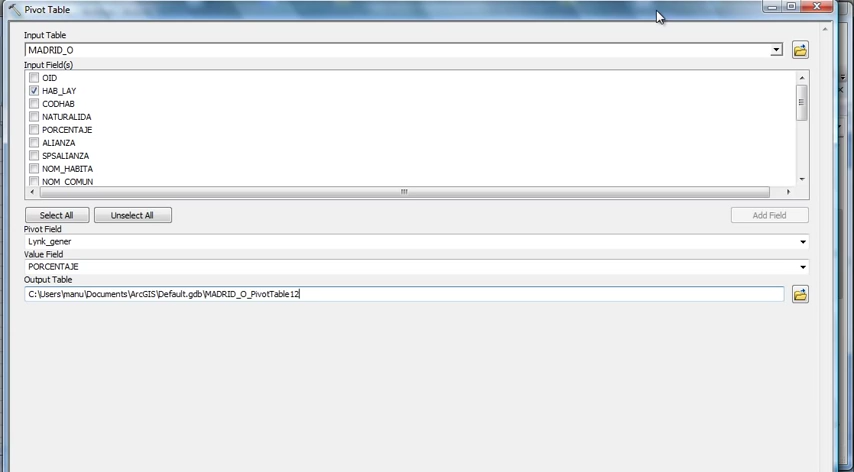 Pivot Table
Input Table
MADRID_O
Input Field(s)
OID
HAB_LAY
CODHAB
NATURALIDA
PORCENTAJE
ALIANZA
SPSALIANZA
NOM_HABITA
NOM_COMUN
Select All Unselect All Add Field
Pivot Field
Lynk_gener
Value Field
PORCENTAJE
Output Table
C:\Users\manu\Documents\ArcGIS\Default.gdb\MADRID_O_PivotTable12